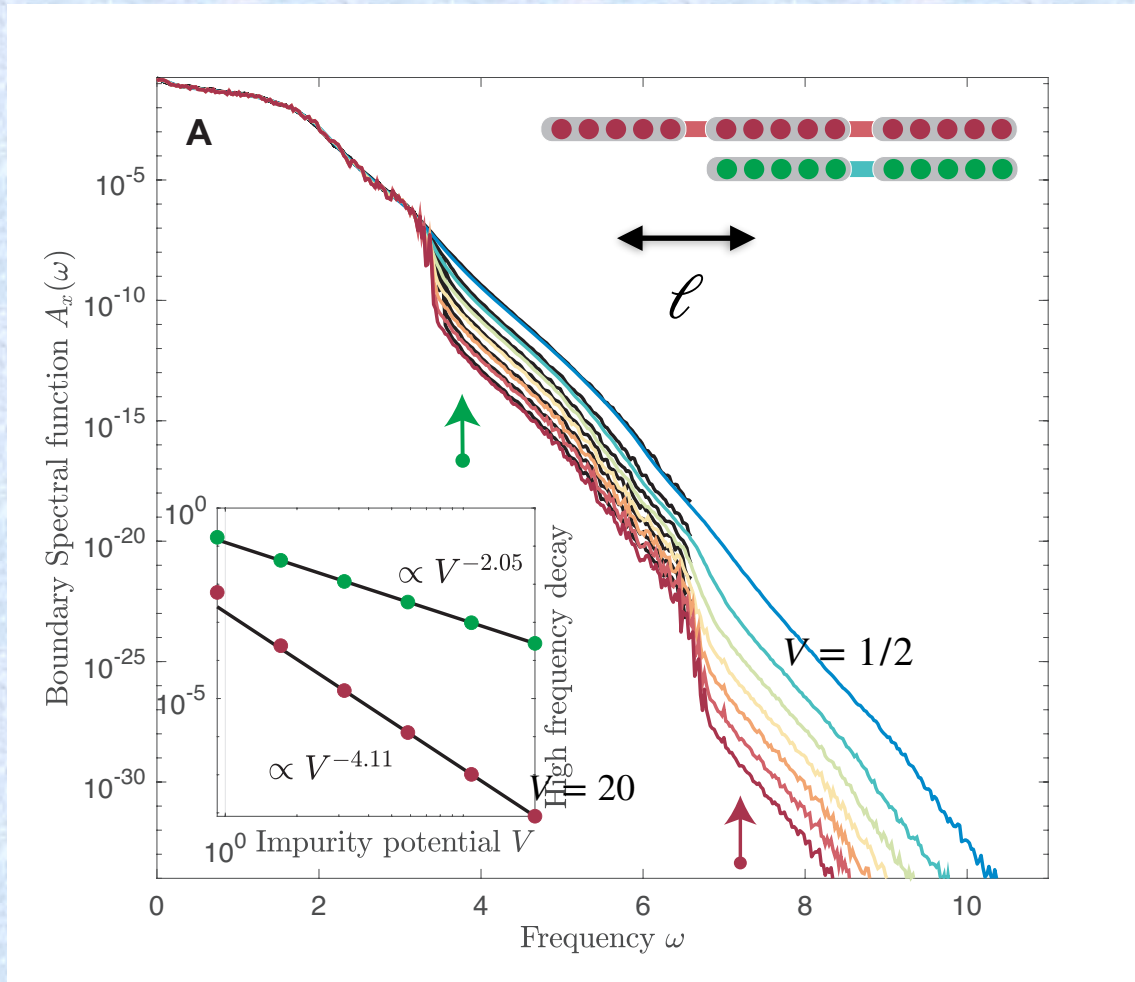 A
ℓ
Boundary Spectral function A_x(ω)
10^-5
10^-10
10^-15
10^-20
10^-25
10^-30
0 2 4 6 8 10
Frequency ω
V = 1/2
V = 20
10^0
10^-5
∝ V^-2.05
∝ V^-4.11
High frequency decay
10^0 Impurity potential V